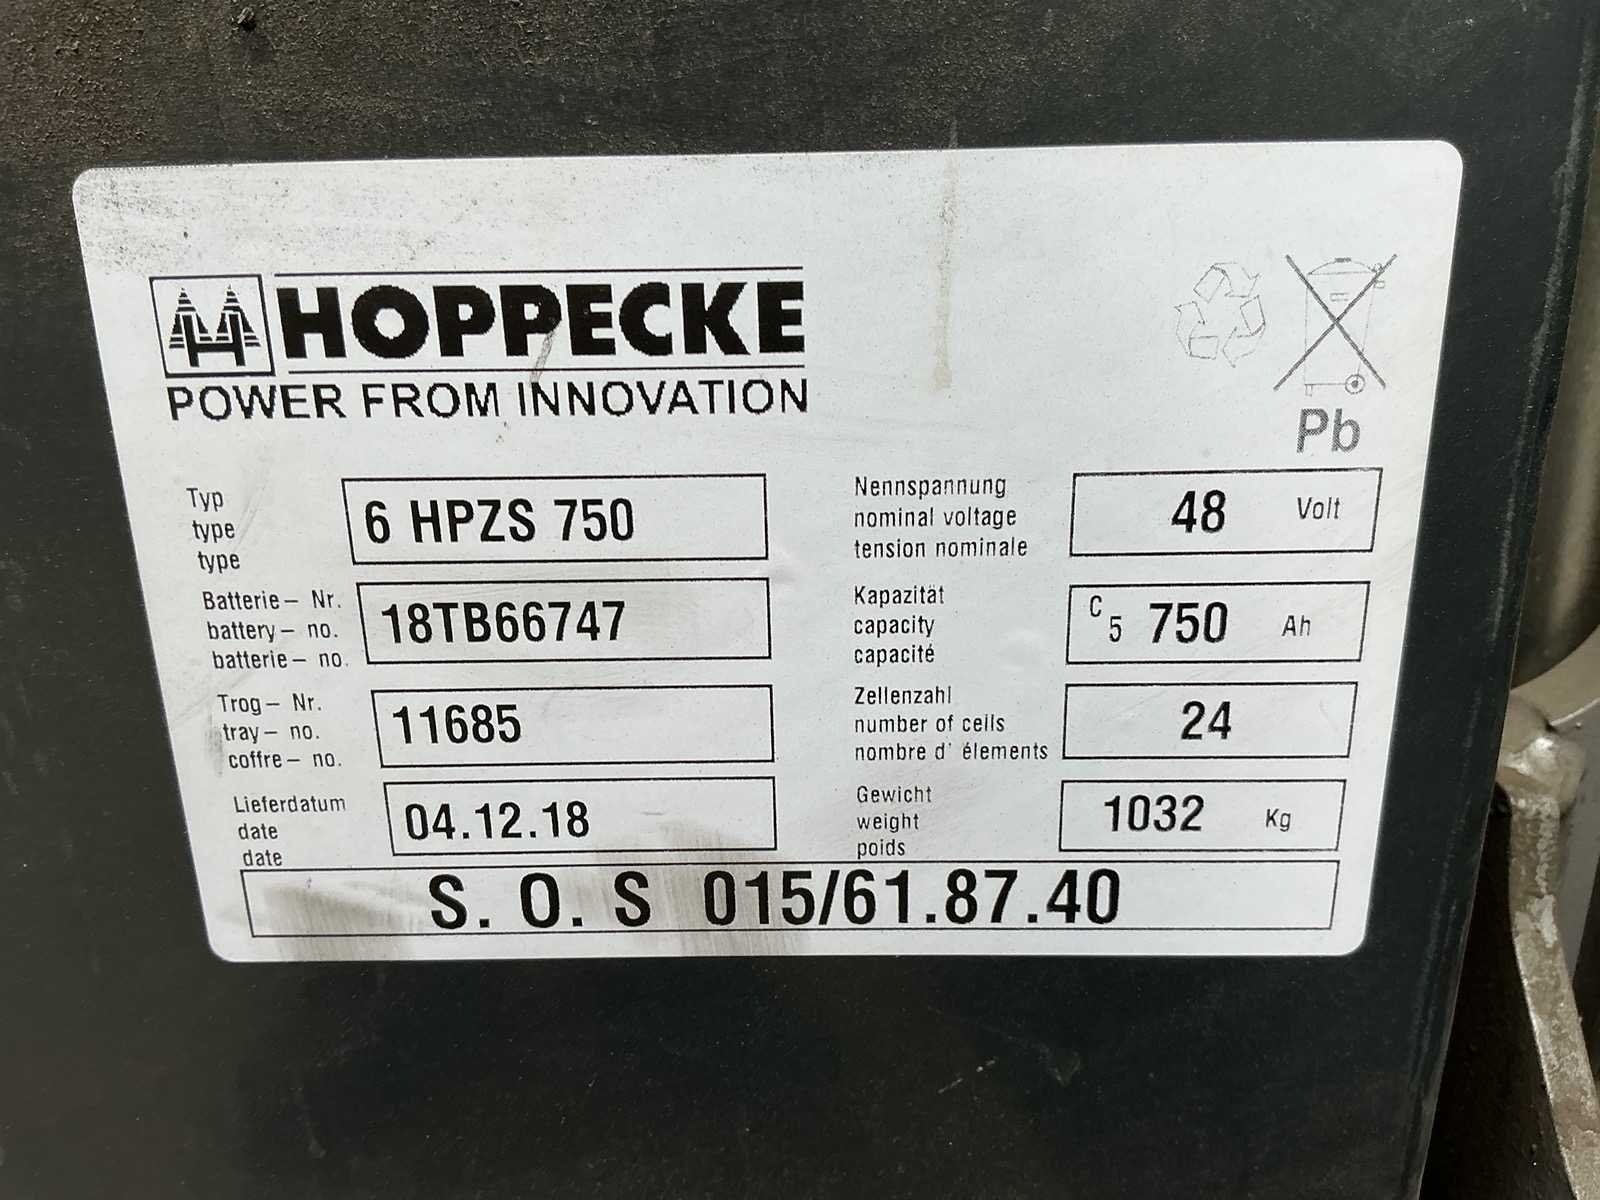 HOPPECKE
POWER FROM INNOVATION
Pb
Typ
type
type
6 HPZS 750
Batterie - Nr.
battery - no.
batterie - no.
18TB66747
Trog - Nr.
tray - no.
coffre - no.
11685
Lieferdatum
date
date
04.12.18
Nennspannung
nominal voltage
tension nominale
48 Volt
Kapazität
capacity
capacité
C5 750 Ah
Zellenzahl
number of cells
nombre d' élements
24
Gewicht
weight
poids
1032 Kg
S. O. S 015/61.87.40